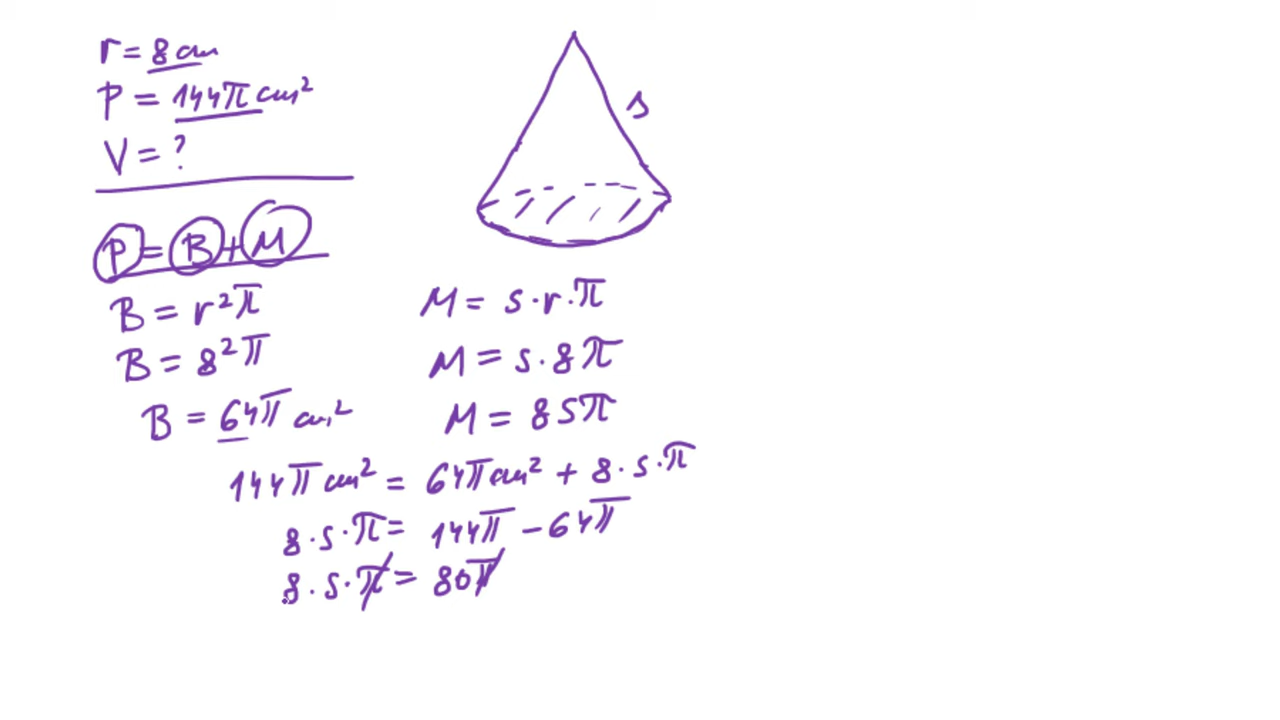 r = 8 cm
P = 144π cm²
V = ?
s
P = B + M
B = r²π
B = 8²π
B = 64π cm²
M = s · r · π
M = s · 8π
M = 8sπ
144π cm² = 64π cm² + 8 · s · π
8 · s · π = 144π − 64π
8 · s · π = 80π